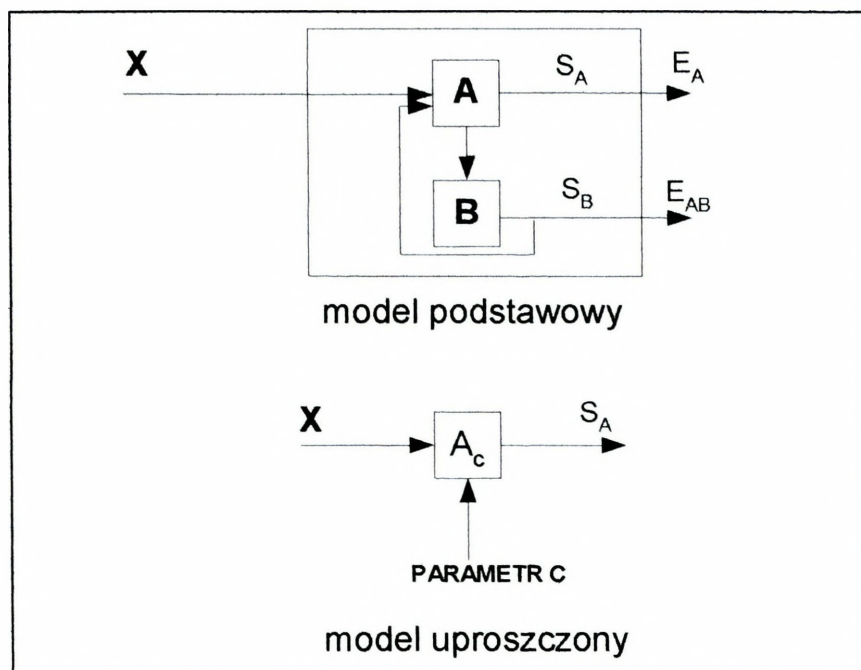 X
A
S_A
E_A
B
S_B
E_AB
model podstawowy
X
A_c
S_A
PARAMETR C
model uproszczony